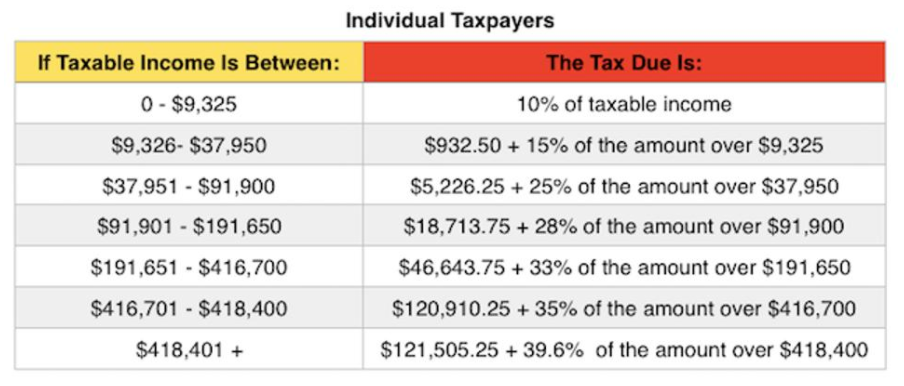 Individual Taxpayers
If Taxable Income Is Between: The Tax Due Is:
0 - $9,325 10% of taxable income
$9,326- $37,950 $932.50 + 15% of the amount over $9,325
$37,951 - $91,900 $5,226.25 + 25% of the amount over $37,950
$91,901 - $191,650 $18,713.75 + 28% of the amount over $91,900
$191,651 - $416,700 $46,643.75 + 33% of the amount over $191,650
$416,701 - $418,400 $120,910.25 + 35% of the amount over $416,700
$418,401 + $121,505.25 + 39.6% of the amount over $418,400